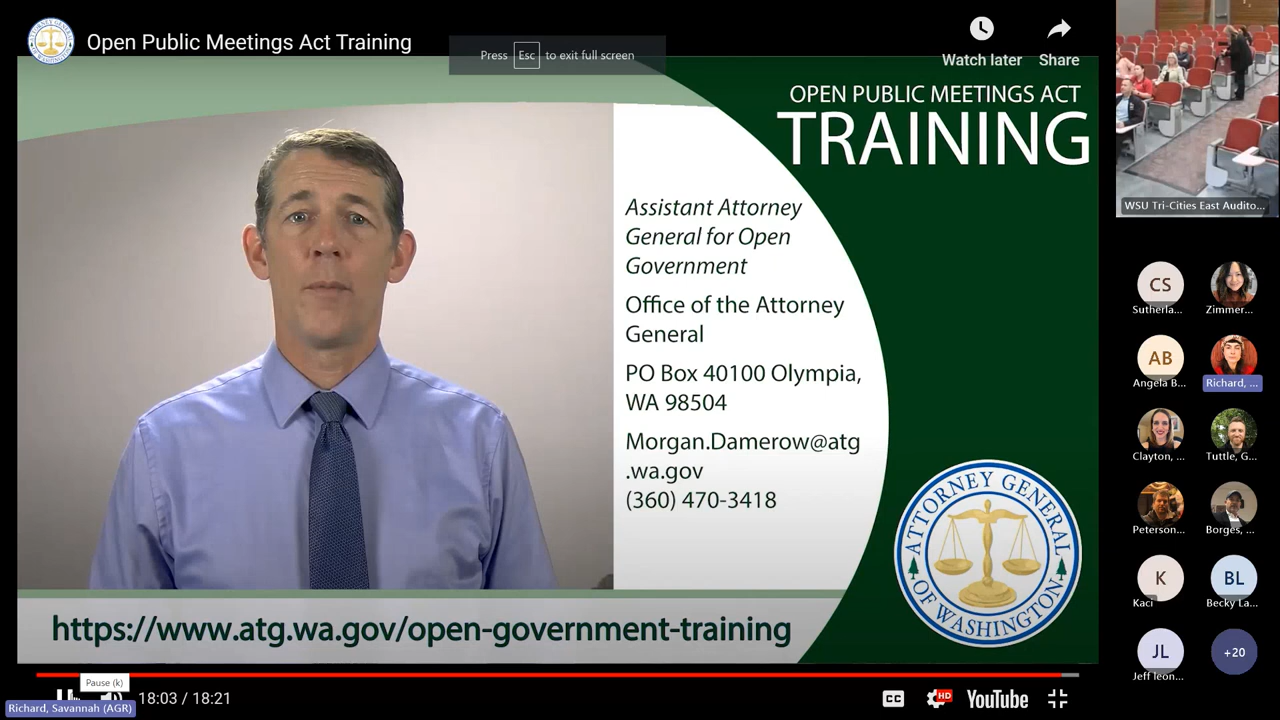 Open Public Meetings Act Training
Press Esc to exit full screen
Watch later
Share
OPEN PUBLIC MEETINGS ACT
TRAINING
Assistant Attorney
General for Open
Government
Office of the Attorney
General
PO Box 40100 Olympia,
WA 98504
Morgan.Damerow@atg
.wa.gov
(360) 470-3418
ATTORNEY GENERAL
OF WASHINGTON
https://www.atg.wa.gov/open-government-training
Pause (k)
18:03 / 18:21
CC
HD
YouTube
Richard, Savannah (AGR)
WSU Tri-Cities East Audito...
CS
Sutherla...
Zimmer...
AB
Angela B...
Richard, ...
Clayton, ...
Tuttle, G...
Peterson...
Borges, ...
K
Kaci
BL
Becky La...
JL
Jeff leon...
+20